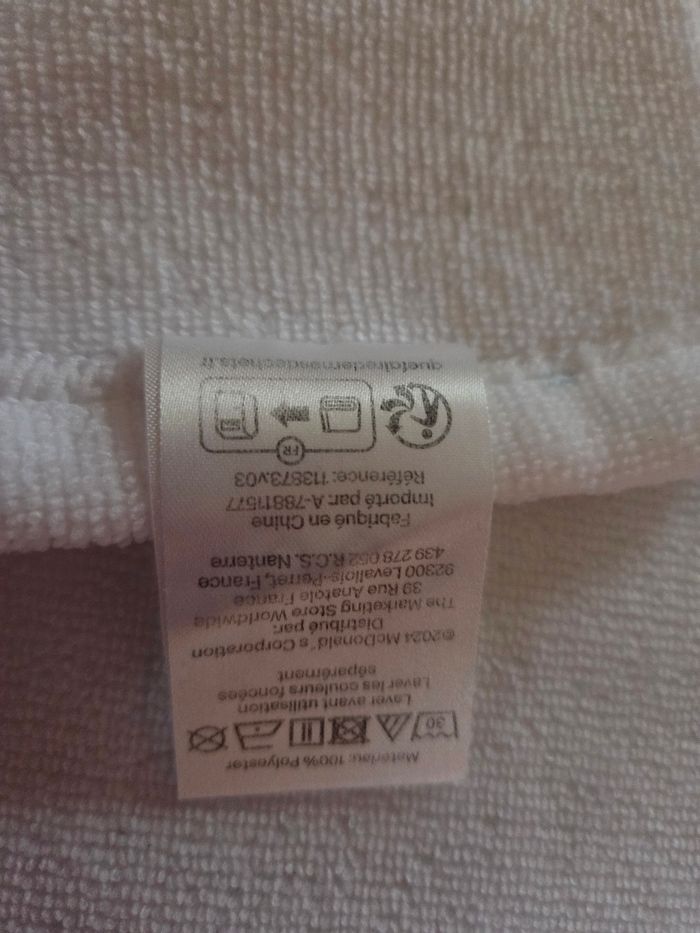 Matériau: 100% Polyester
30
Laver avant utilisation
Laver les couleurs foncées
séparément
©2024 McDonald's Corporation
Distribué par:
The Marketing Store Worldwide
39 Rue Anatole France
92300 Levallois-Perret, France
439 278 052 R.C.S. Nanterre
Fabriqué en Chine
Importé par: A-78811577
Référence: 113873.v03
FR
quefairedemesdechets.fr